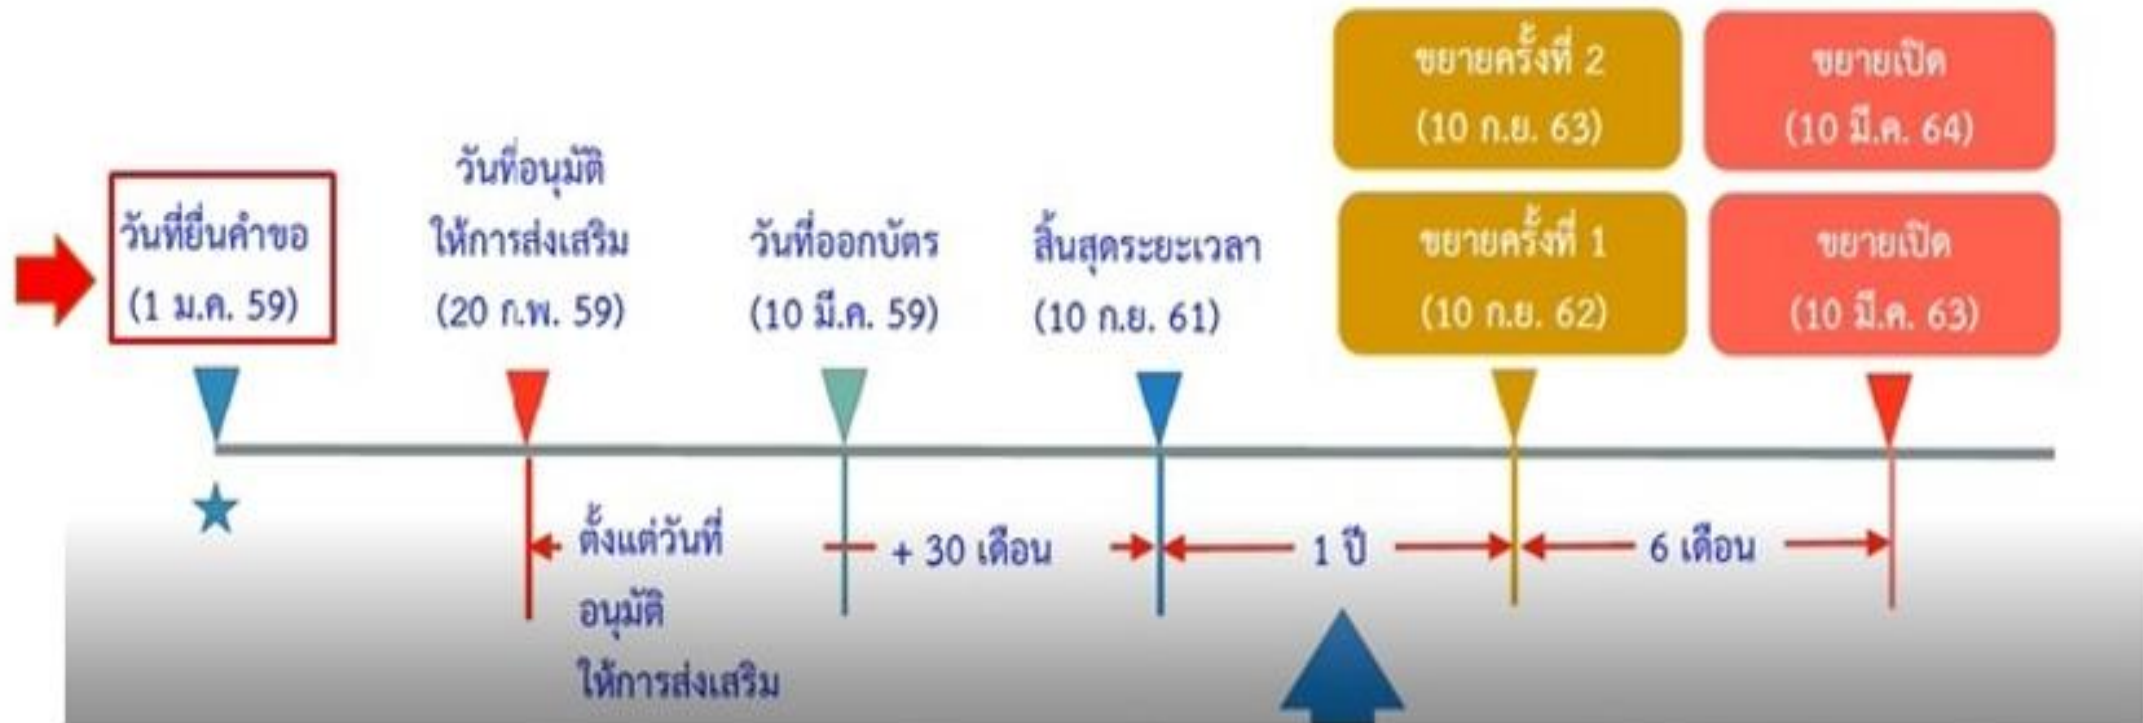 ขยายครั้งที่ 2
(10 ก.ย. 63)
ขยายเปิด
(10 มี.ค. 64)
วันที่ยื่นคำขอ
(1 ม.ค. 59)
วันที่อนุมัติ
ให้การส่งเสริม
(20 ก.พ. 59)
วันที่ออกบัตร
(10 มี.ค. 59)
สิ้นสุดระยะเวลา
(10 ก.ย. 61)
ขยายครั้งที่ 1
(10 ก.ย. 62)
ขยายเปิด
(10 มี.ค. 63)
ตั้งแต่วันที่
อนุมัติ
ให้การส่งเสริม
+ 30 เดือน
1 ปี
6 เดือน